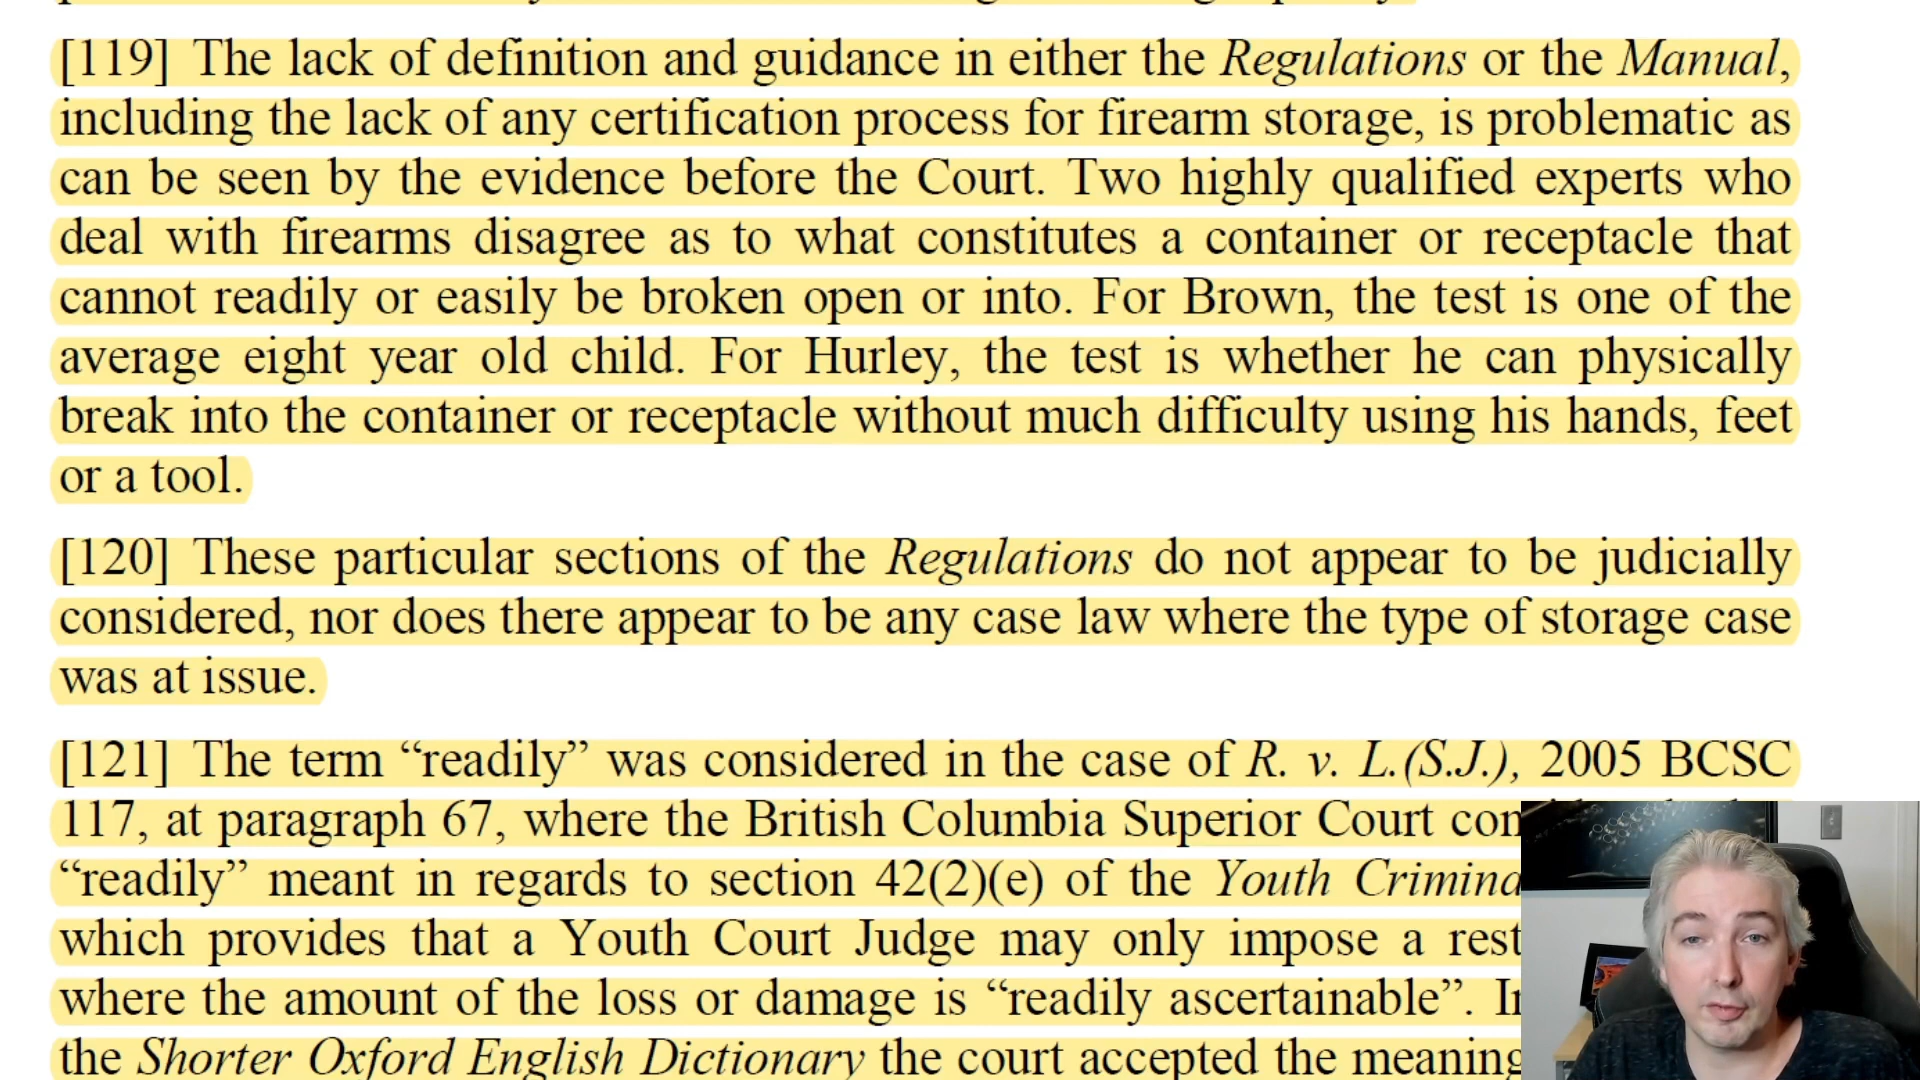 [119] The lack of definition and guidance in either the Regulations or the Manual,
including the lack of any certification process for firearm storage, is problematic as
can be seen by the evidence before the Court. Two highly qualified experts who
deal with firearms disagree as to what constitutes a container or receptacle that
cannot readily or easily be broken open or into. For Brown, the test is one of the
average eight year old child. For Hurley, the test is whether he can physically
break into the container or receptacle without much difficulty using his hands, feet
or a tool.
[120] These particular sections of the Regulations do not appear to be judicially
considered, nor does there appear to be any case law where the type of storage case
was at issue.
[121] The term “readily” was considered in the case of R. v. L.(S.J.), 2005 BCSC
117, at paragraph 67, where the British Columbia Superior Court con
“readily” meant in regards to section 42(2)(e) of the Youth Crimina
which provides that a Youth Court Judge may only impose a rest
where the amount of the loss or damage is “readily ascertainable”. In
the Shorter Oxford English Dictionary the court accepted the meaning